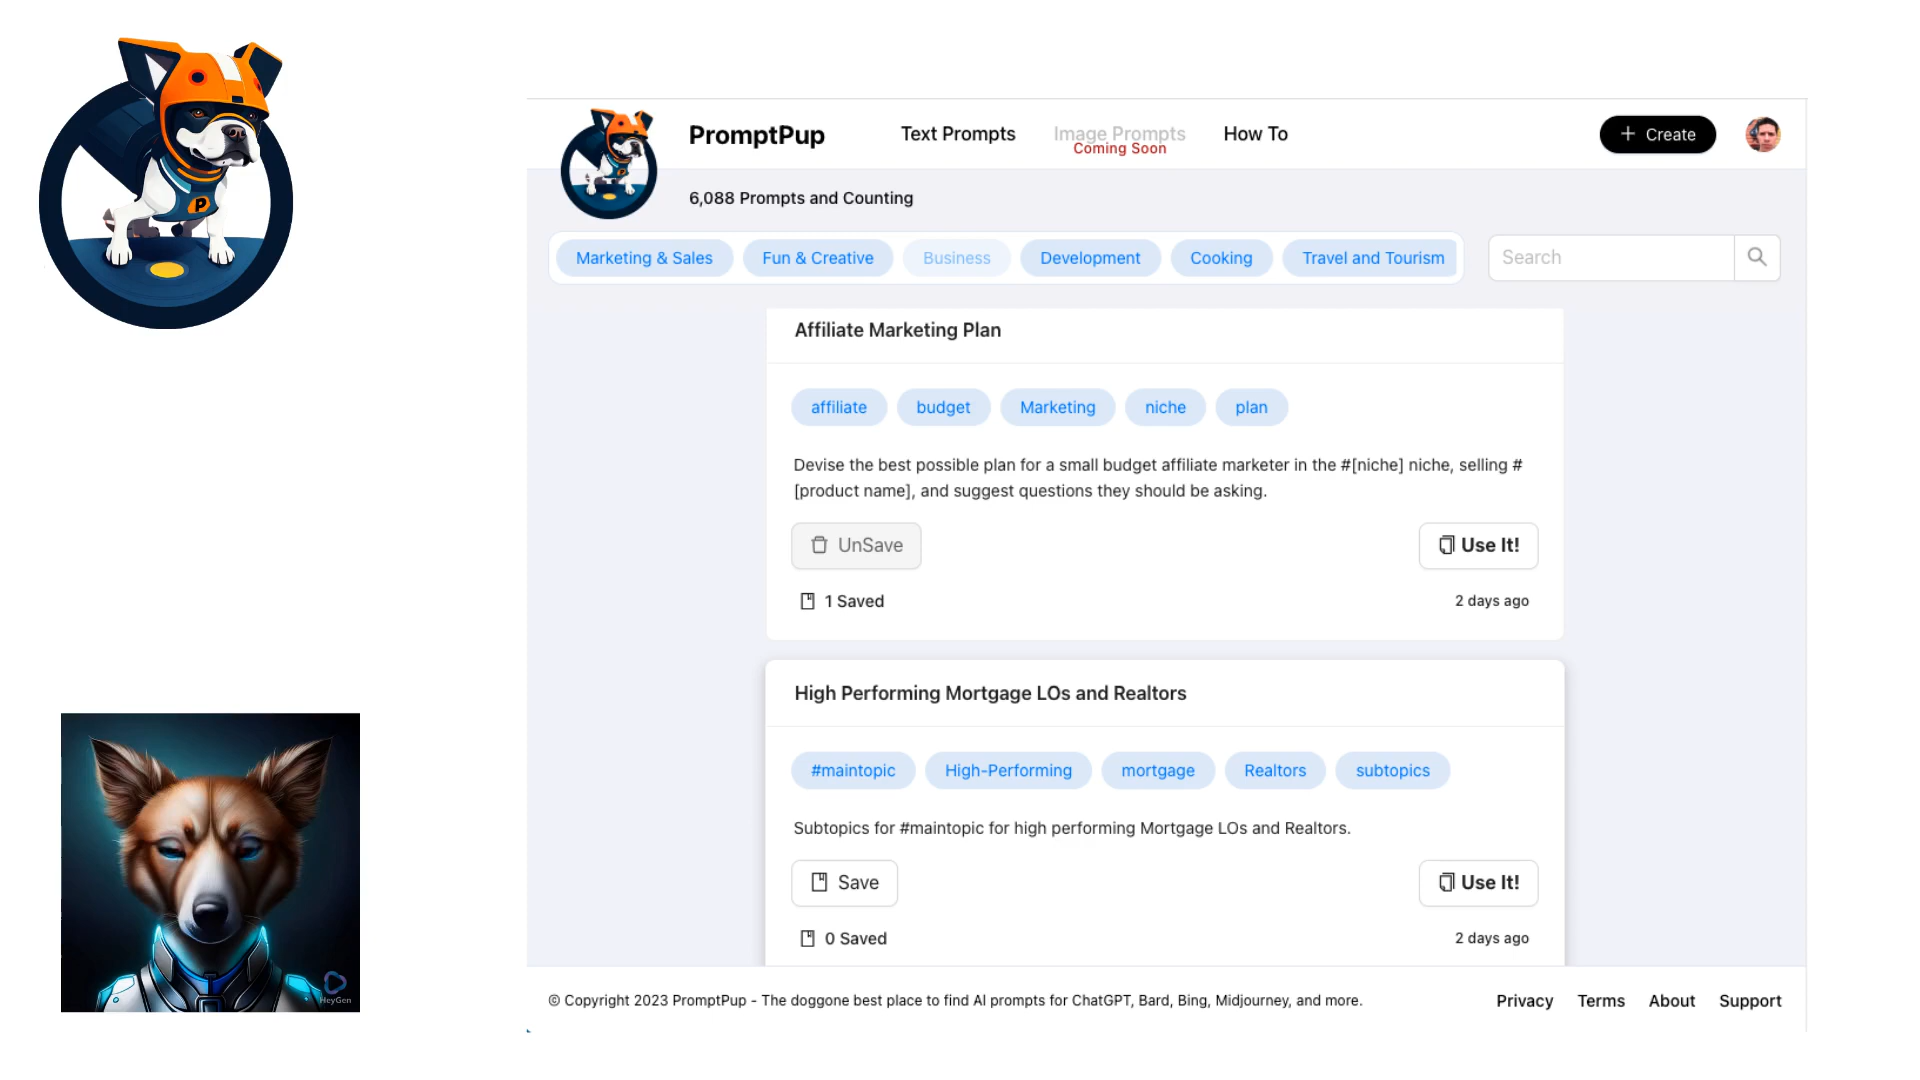 P
PromptPup
Text Prompts
Image Prompts
Coming Soon
How To
+ Create
6,088 Prompts and Counting
Marketing & Sales
Fun & Creative
Business
Development
Cooking
Travel and Tourism
Search
Affiliate Marketing Plan
affiliate
budget
Marketing
niche
plan
Devise the best possible plan for a small budget affiliate marketer in the #[niche] niche, selling #
[product name], and suggest questions they should be asking.
UnSave
Use It!
1 Saved
2 days ago
High Performing Mortgage LOs and Realtors
#maintopic
High-Performing
mortgage
Realtors
subtopics
Subtopics for #maintopic for high performing Mortgage LOs and Realtors.
Save
Use It!
0 Saved
2 days ago
HeyGen
© Copyright 2023 PromptPup - The doggone best place to find AI prompts for ChatGPT, Bard, Bing, Midjourney, and more.
Privacy
Terms
About
Support